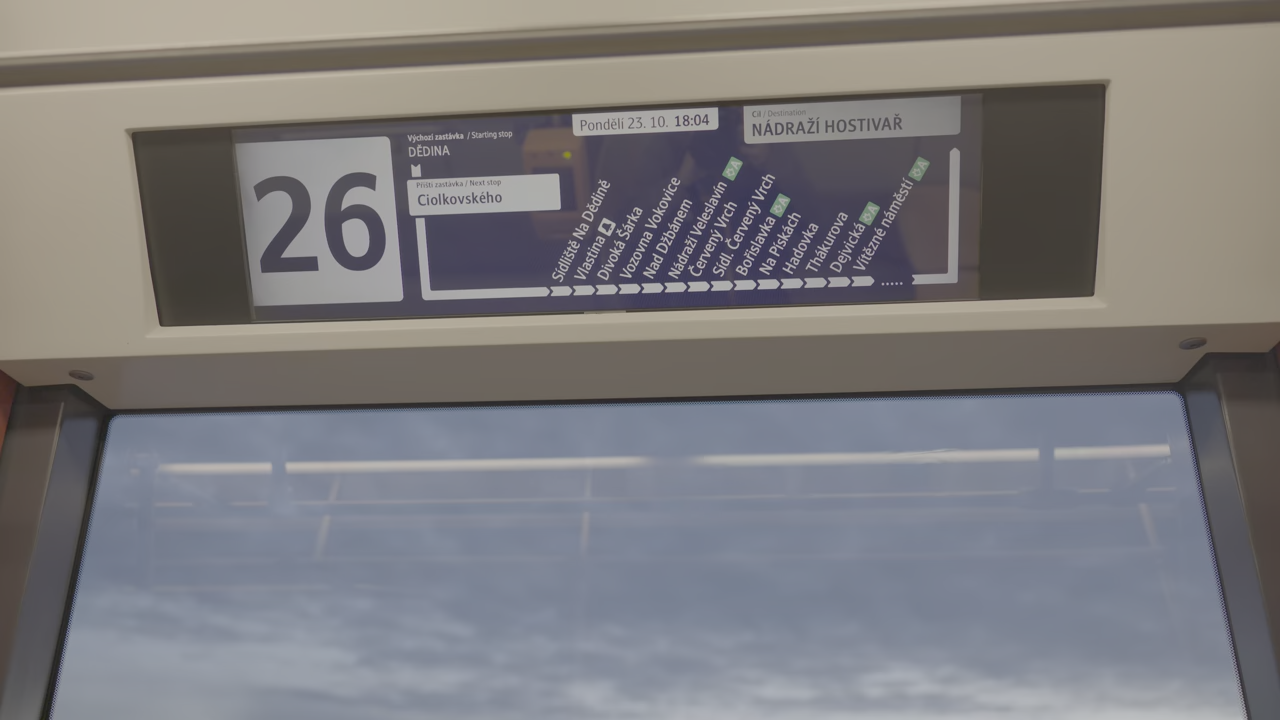 26
Výchozí zastávka / Starting stop
DĚDINA
Příští zastávka / Next stop
Ciolkovského
Pondělí 23. 10. 18:04
Cíl / Destination
NÁDRAŽÍ HOSTIVAŘ
Sídliště Na Dědině
Vlastina
Divoká Šárka
Vozovna Vokovice
Nad Džbánem
Nádraží Veleslavín A
Červený Vrch
Sídl. Červený Vrch
Bořislavka A
Na Pískách
Hadovka
Thákurova
Dejvická A
Vítězné náměstí A
.....